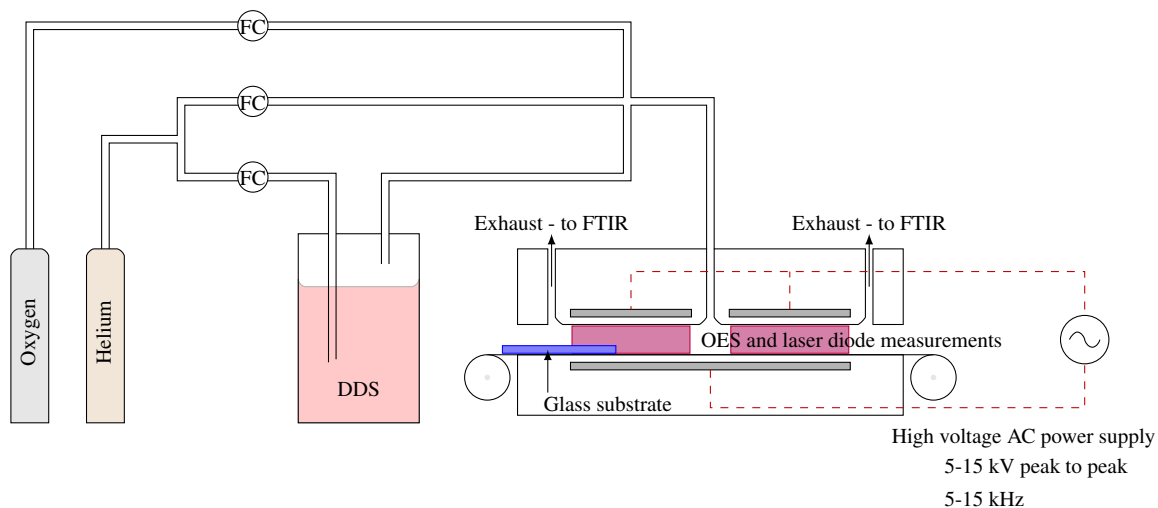 FC
FC
FC
Exhaust - to FTIR
Exhaust - to FTIR
Oxygen
Helium
OES and laser diode measurements
DDS
Glass substrate
High voltage AC power supply
5-15 kV peak to peak
5-15 kHz